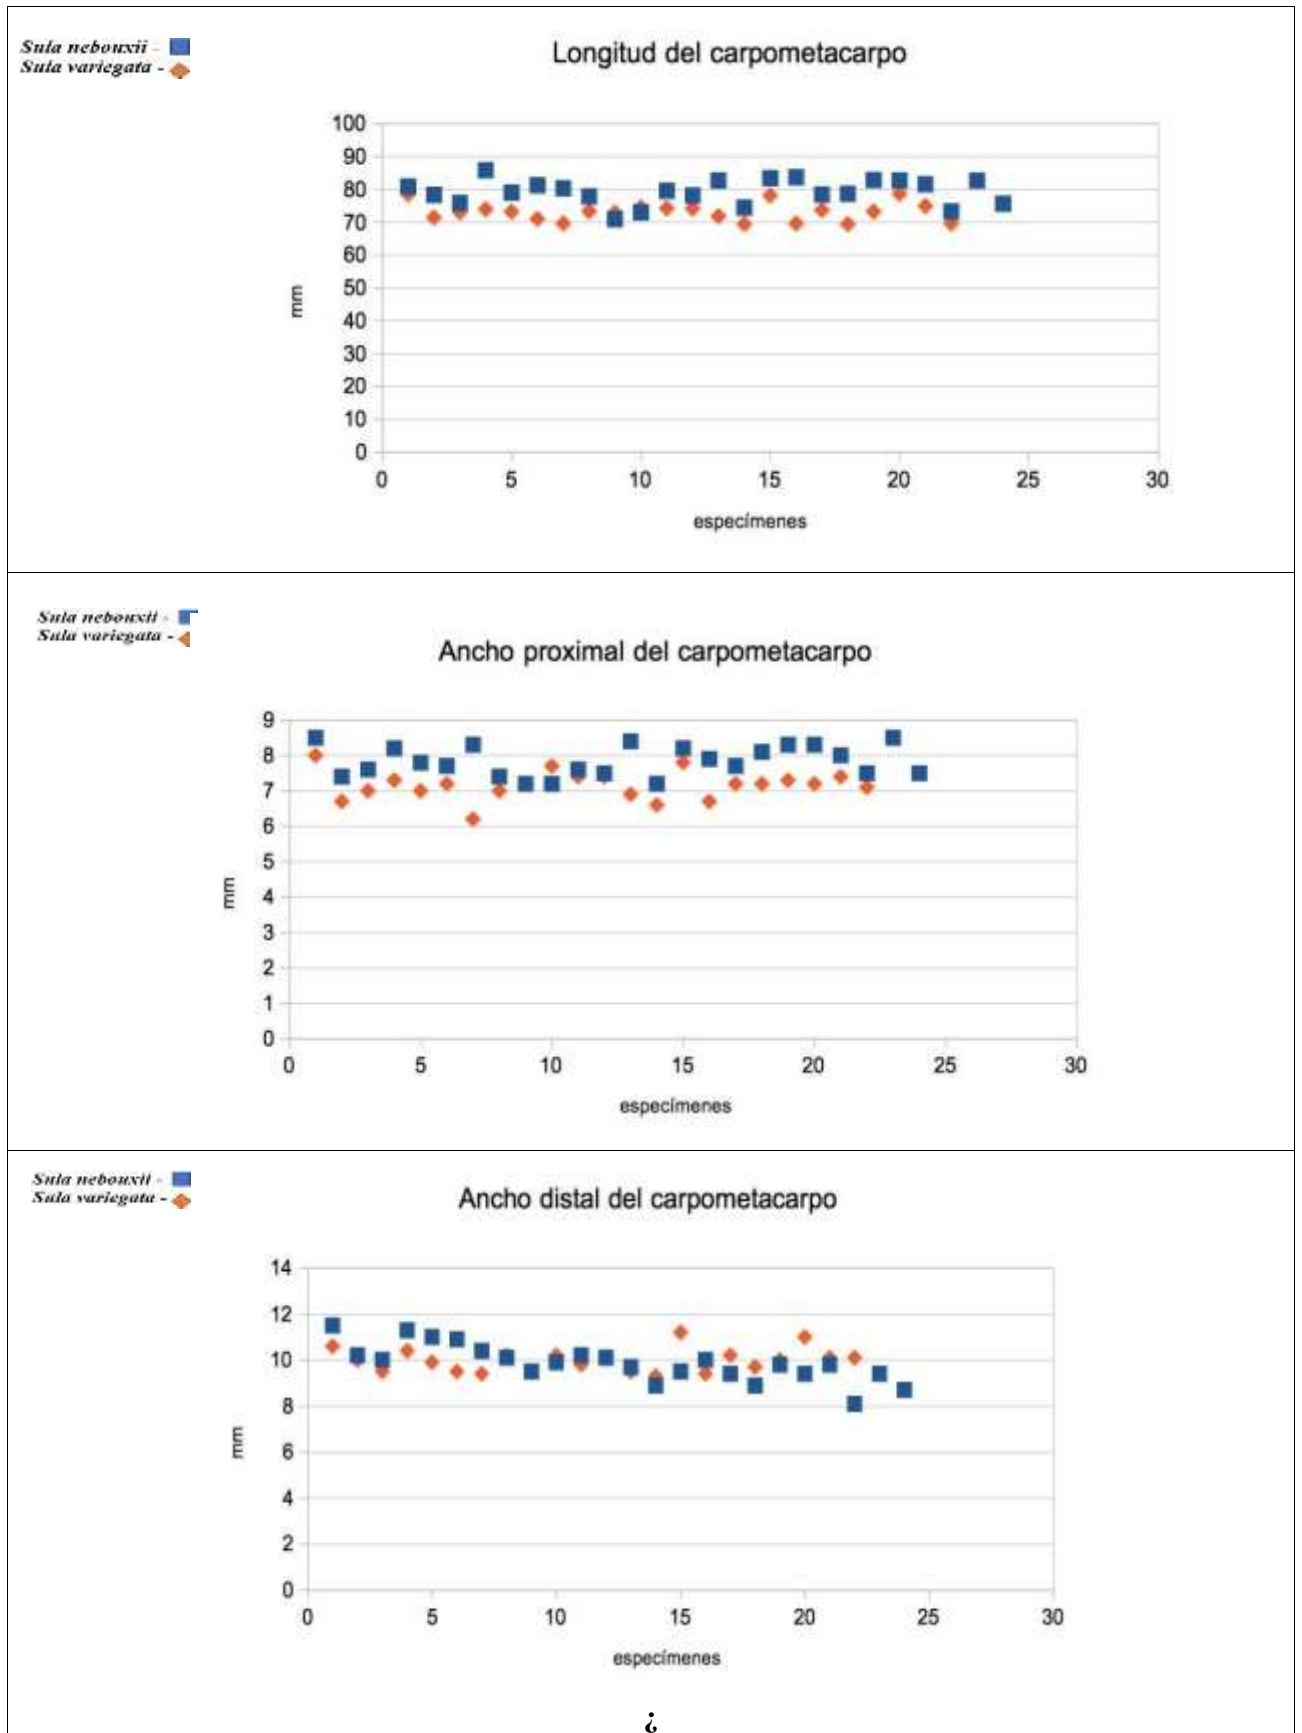 Sula nebouxii -
Sula variegata -
Longitud del carpometacarpo
100
90
80
70
60
50
40
30
20
10
0
0 5 10 15 20 25 30
mm
especímenes
Sula nebouxii -
Sula variegata -
Ancho proximal del carpometacarpo
9
8
7
6
5
4
3
2
1
0
0 5 10 15 20 25 30
mm
especímenes
Sula nebouxii -
Sula variegata -
Ancho distal del carpometacarpo
14
12
10
8
6
4
2
0
0 5 10 15 20 25 30
mm
especímenes
¿